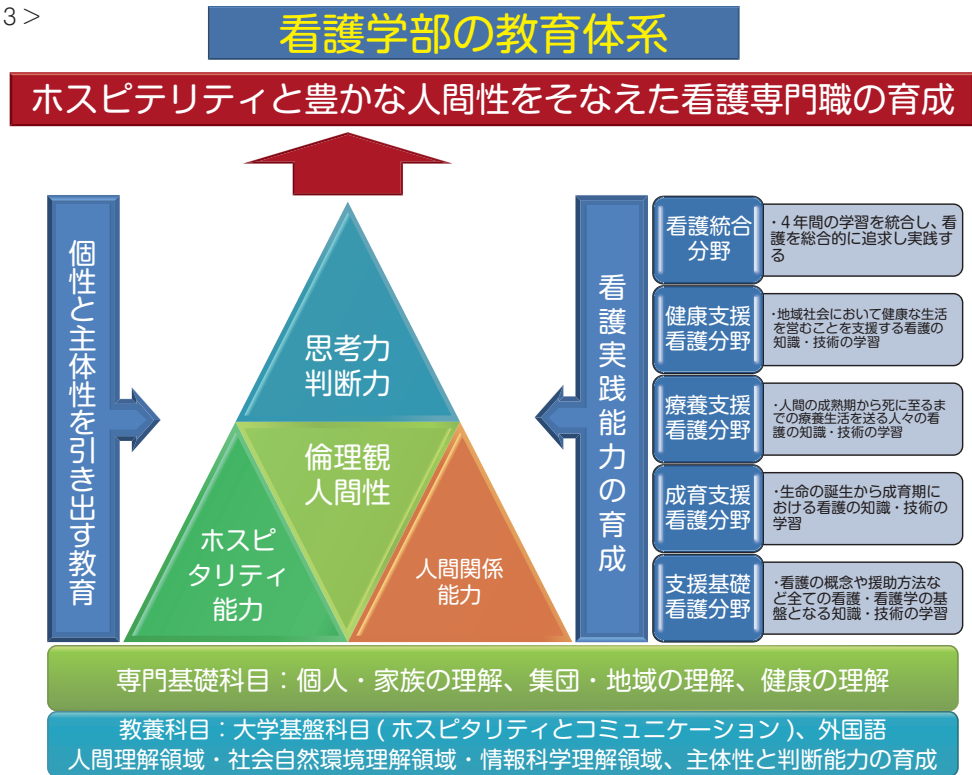 3 >
看護学部の教育体系
ホスピテリティと豊かな人間性をそなえた看護専門職の育成
個性と主体性を引き出す教育
思考力
判断力
倫理観
人間性
ホスピ
タリティ
能力
人間関係
能力
看護実践能力の育成
看護統合
分野
・4年間の学習を統合し、看
護を総合的に追求し実践す
る
健康支援
看護分野
・地域社会において健康な生活
を営むことを支援する看護の
知識・技術の学習
療養支援
看護分野
・人間の成熟期から死に至るま
での療養生活を送る人々の看
護の知識・技術の学習
成育支援
看護分野
・生命の誕生から成育期に
おける看護の知識・技術の
学習
支援基礎
看護分野
・看護の概念や援助方法な
ど全ての看護・看護学の基
盤となる知識・技術の学習
専門基礎科目：個人・家族の理解、集団・地域の理解、健康の理解
教養科目：大学基盤科目 ( ホスピタリティとコミュニケーション )、外国語
人間理解領域・社会自然環境理解領域・情報科学理解領域、主体性と判断能力の育成